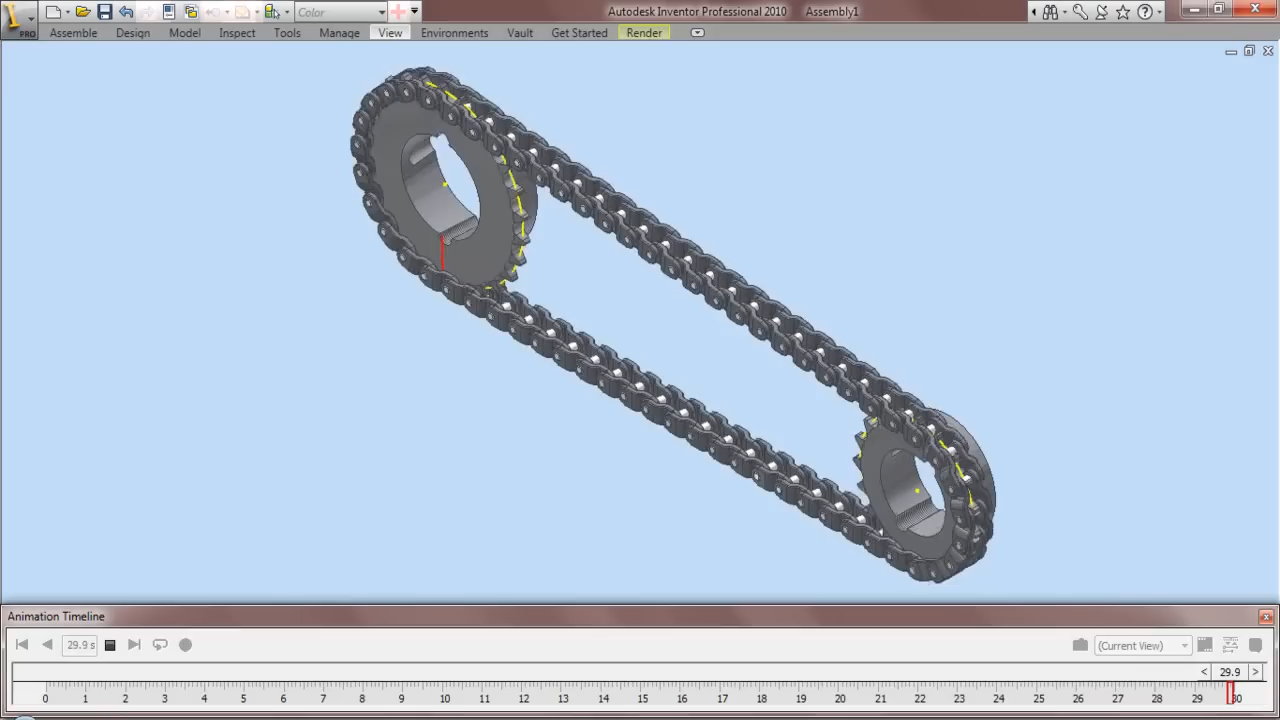 Color
Autodesk Inventor Professional 2010 Assembly1
PRO
Assemble Design Model Inspect Tools Manage View Environments Vault Get Started Render
Animation Timeline
29.9 s
(Current View)
< 29.9 >
0 1 2 3 4 5 6 7 8 9 10 11 12 13 14 15 16 17 18 19 20 21 22 23 24 25 26 27 28 29 30